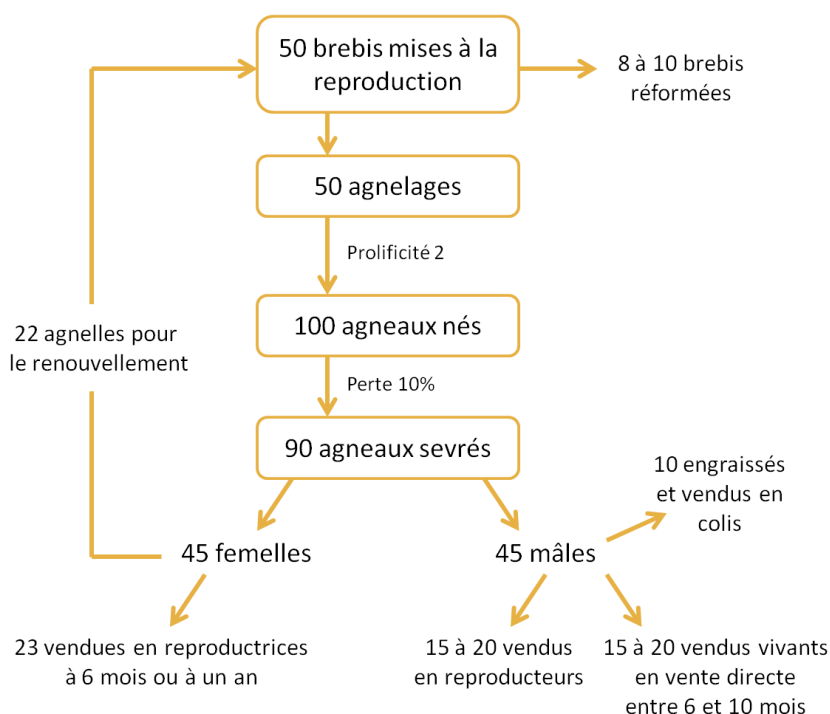 50 brebis mises à la
reproduction
8 à 10 brebis
réformées
50 agnelages
Prolificité 2
100 agneaux nés
22 agnelles pour
le renouvellement
Perte 10%
90 agneaux sevrés
10 engraissés
et vendus en
colis
45 femelles
45 mâles
23 vendues en reproductrices
à 6 mois ou à un an
15 à 20 vendus
en reproducteurs
15 à 20 vendus vivants
en vente directe
entre 6 et 10 mois